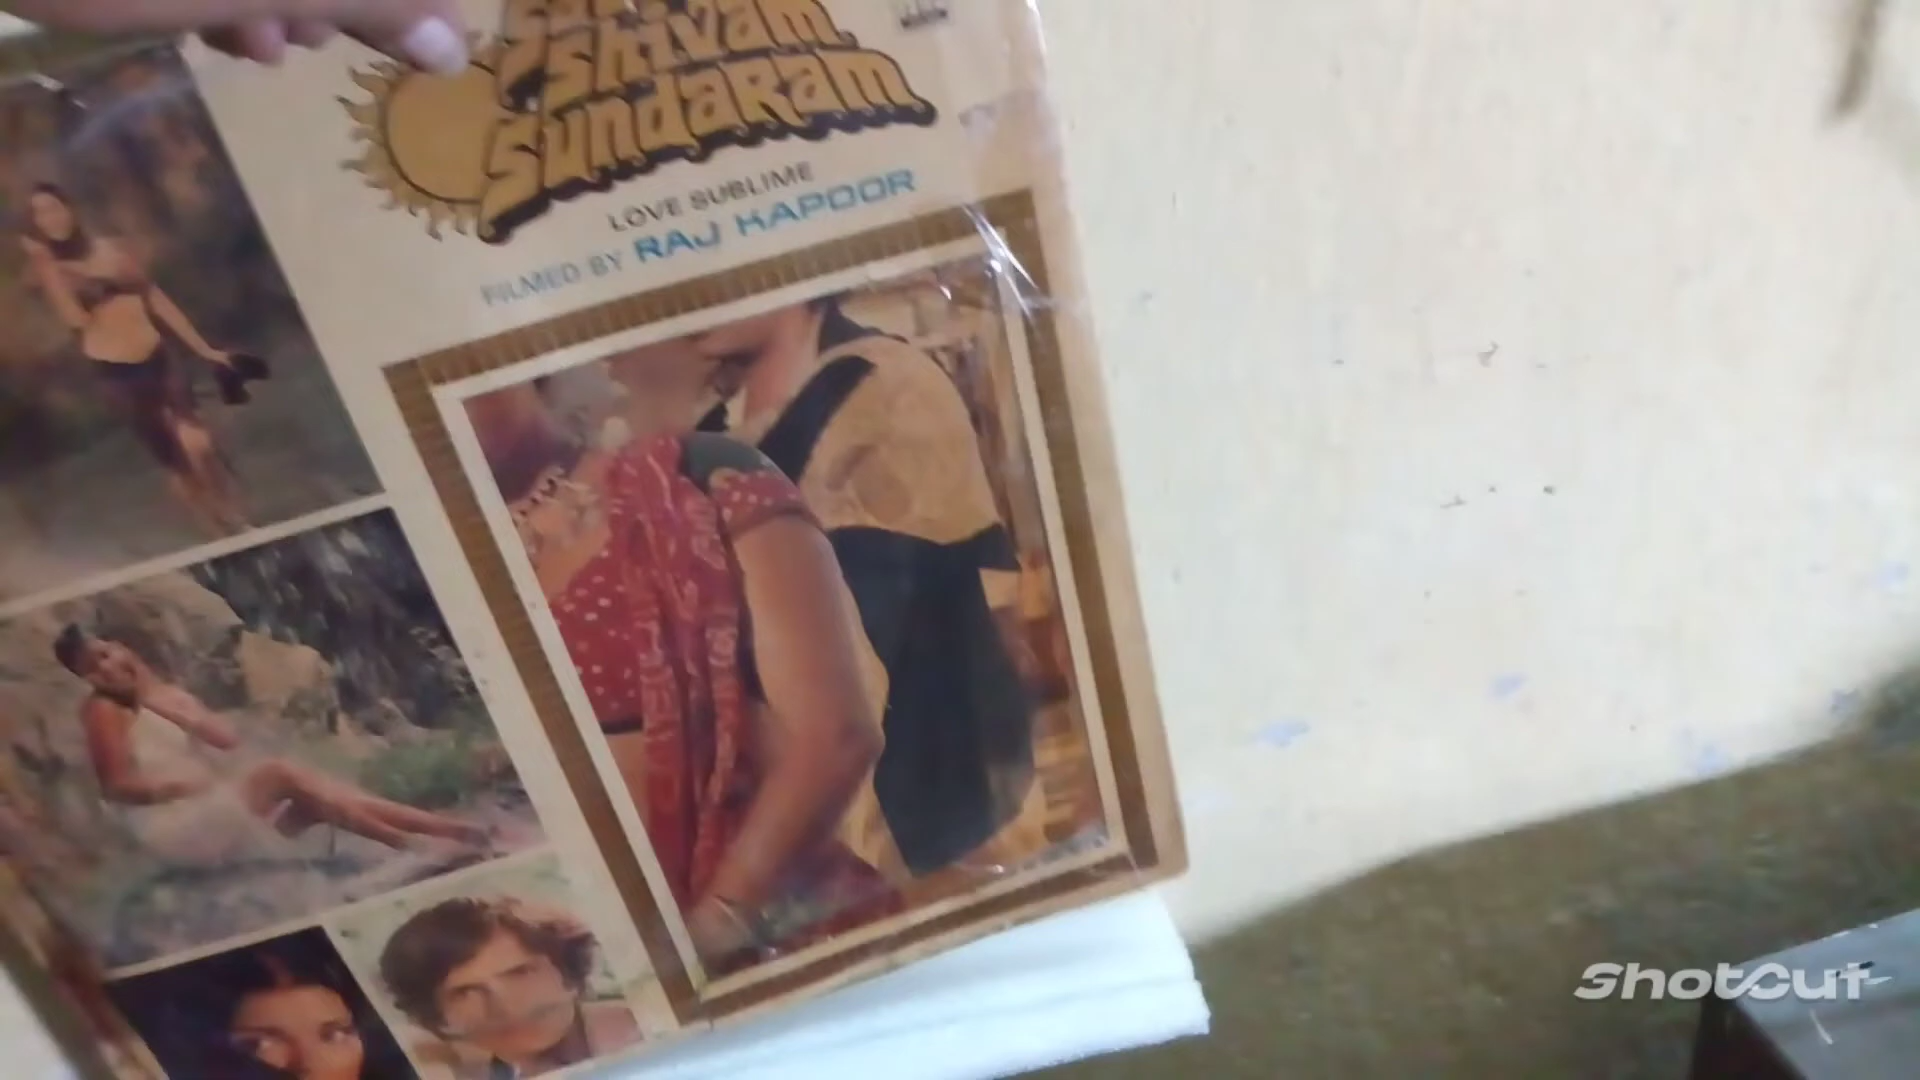 Shivam
Sundaram
LOVE SUBLIME
FILMED BY RAJ KAPOOR
ShotCut